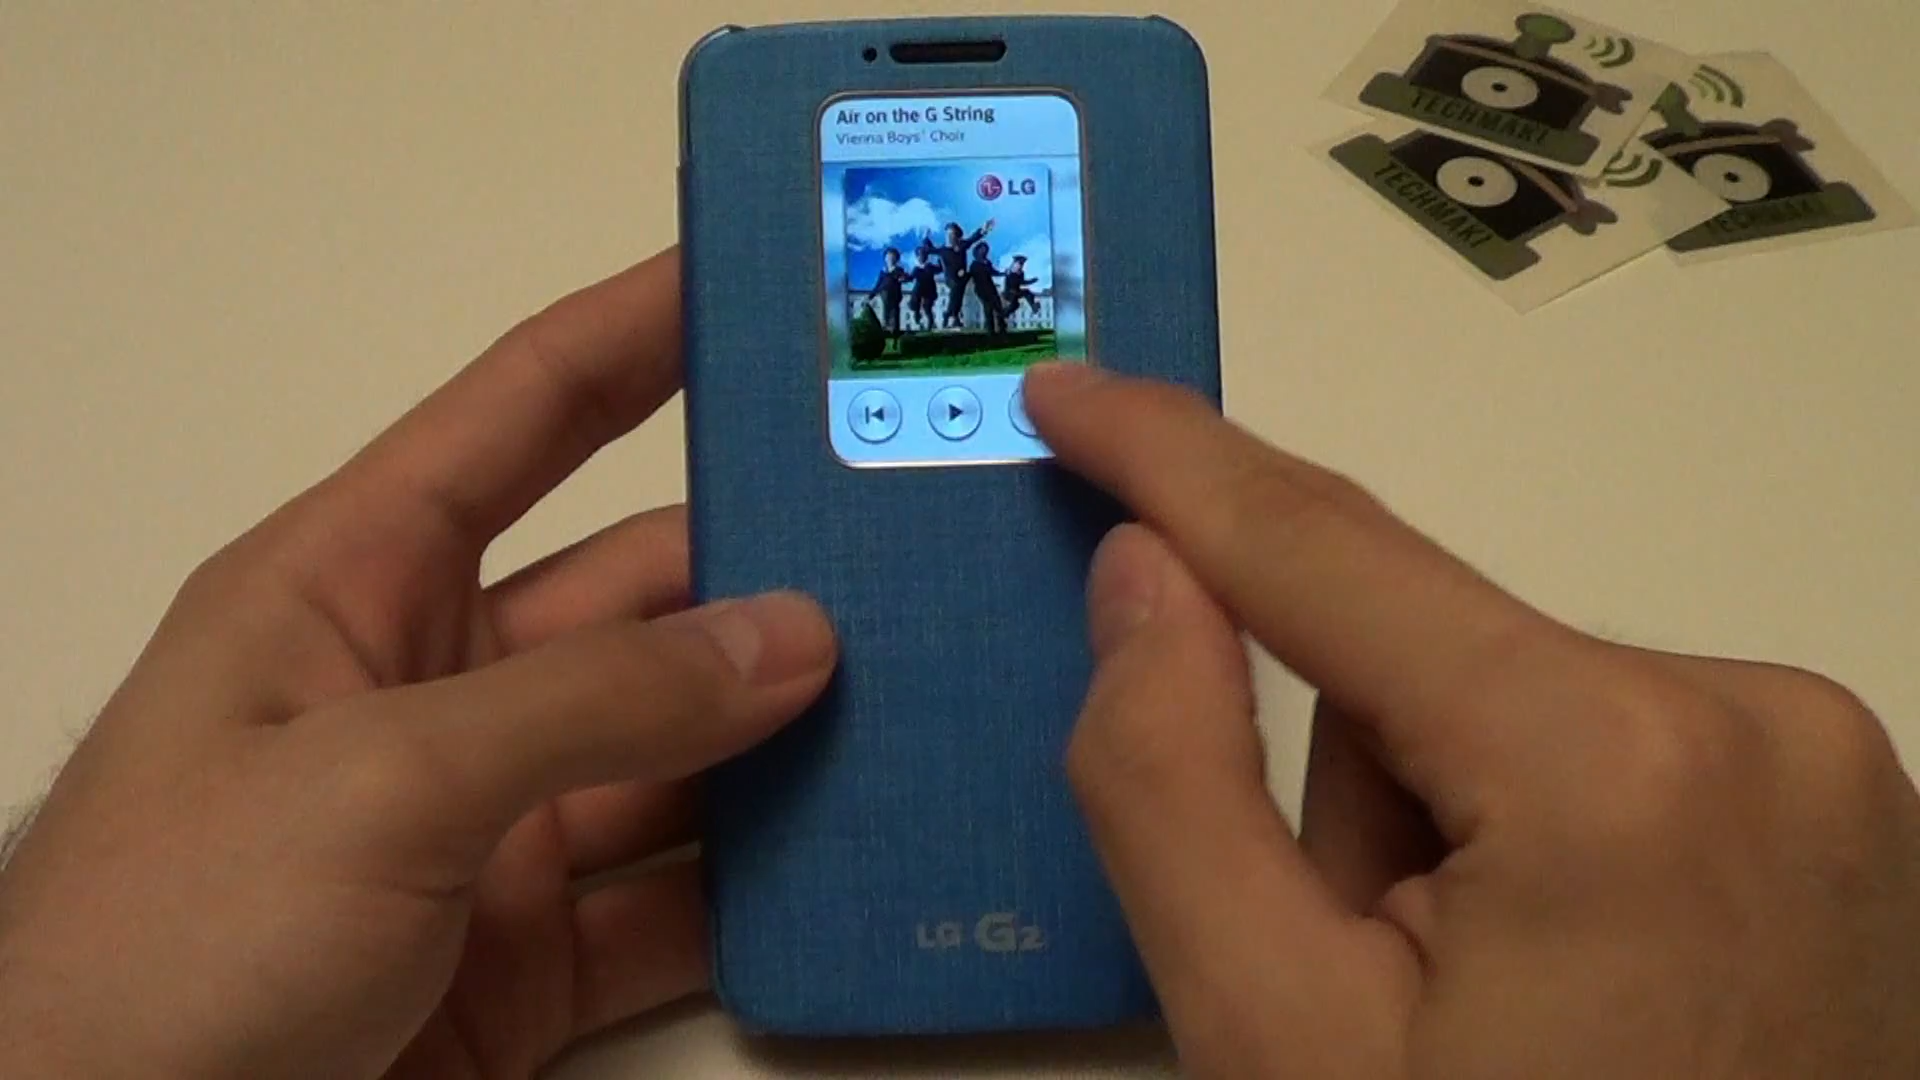 Air on the G String
Vienna Boys' Choir
LG
LG G2
TECHMAKI
TECHMAKI
TECHMAKI